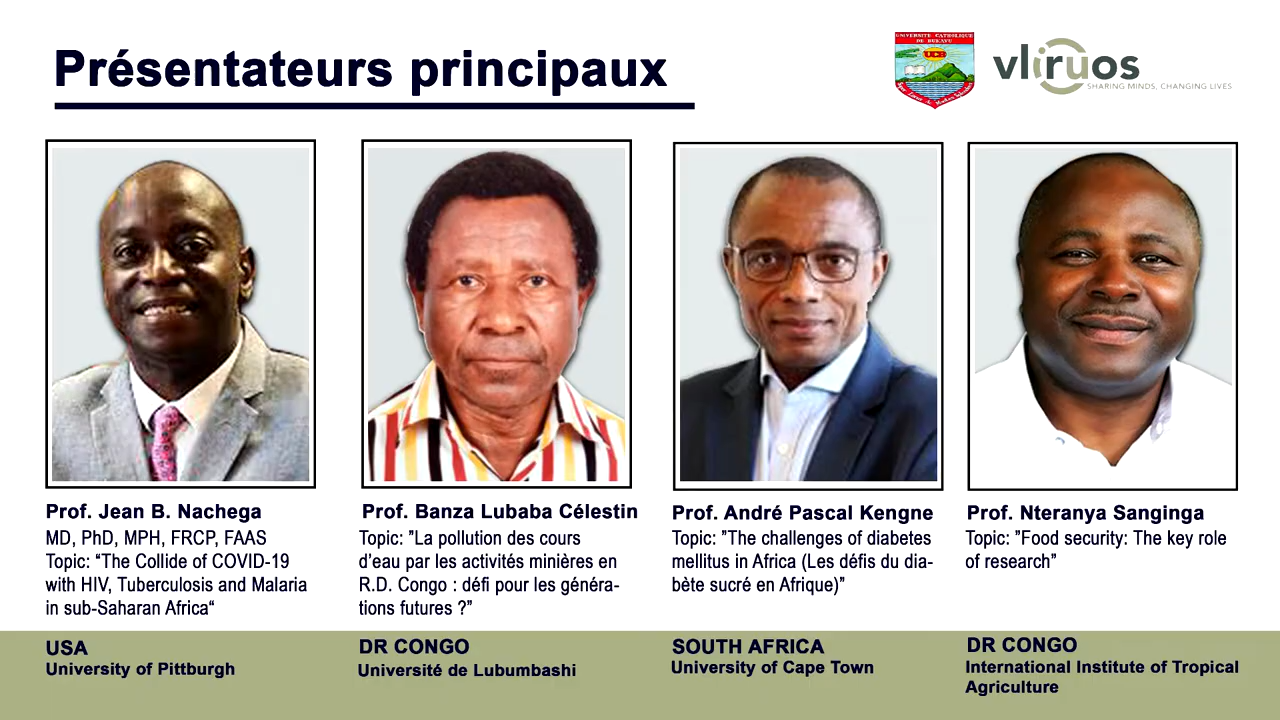 Présentateurs principaux
UNIVERSITE CATHOLIQUE
DE BUKAVU
vliruos
SHARING MINDS, CHANGING LIVES
Prof. Jean B. Nachega
MD, PhD, MPH, FRCP, FAAS
Topic: “The Collide of COVID-19
with HIV, Tuberculosis and Malaria
in sub-Saharan Africa“
USA
University of Pittburgh
Prof. Banza Lubaba Célestin
Topic: ”La pollution des cours
d’eau par les activités minières en
R.D. Congo : défi pour les généra-
tions futures ?”
DR CONGO
Université de Lubumbashi
Prof. André Pascal Kengne
Topic: ”The challenges of diabetes
mellitus in Africa (Les défis du dia-
bète sucré en Afrique)”
SOUTH AFRICA
University of Cape Town
Prof. Nteranya Sanginga
Topic: ”Food security: The key role
of research”
DR CONGO
International Institute of Tropical
Agriculture